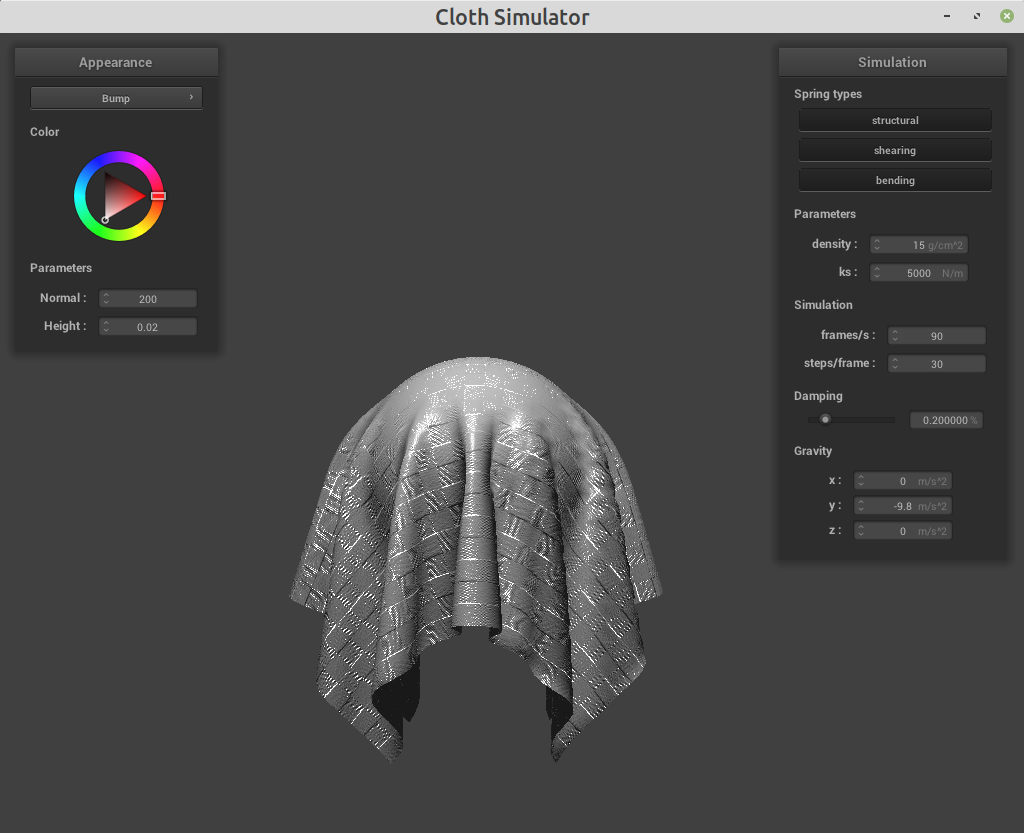 Cloth Simulator
Appearance
Bump
Color
Parameters
Normal : 200
Height : 0.02
Simulation
Spring types
structural
shearing
bending
Parameters
density : 15 g/cm^2
ks : 5000 N/m
Simulation
frames/s : 90
steps/frame : 30
Damping
0.200000 %
Gravity
x : 0 m/s^2
y : -9.8 m/s^2
z : 0 m/s^2